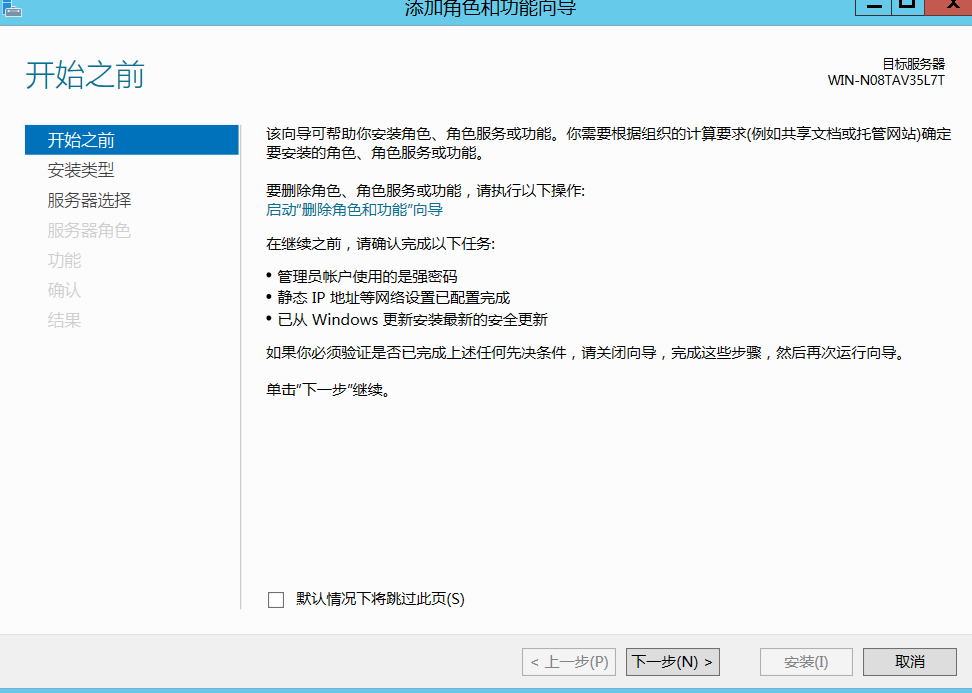 添加角色和功能向导
开始之前
目标服务器
WIN-N08TAV35L7T
开始之前
安装类型
服务器选择
服务器角色
功能
确认
结果
该向导可帮助你安装角色、角色服务或功能。你需要根据组织的计算要求(例如共享文档或托管网站)确定
要安装的角色、角色服务或功能。
要删除角色、角色服务或功能，请执行以下操作:
启动“删除角色和功能”向导
在继续之前，请确认完成以下任务:
• 管理员帐户使用的是强密码
• 静态 IP 地址等网络设置已配置完成
• 已从 Windows 更新安装最新的安全更新
如果你必须验证是否已完成上述任何先决条件，请关闭向导，完成这些步骤，然后再次运行向导。
单击“下一步”继续。
默认情况下将跳过此页(S)
< 上一步(P) 下一步(N) > 安装(I) 取消